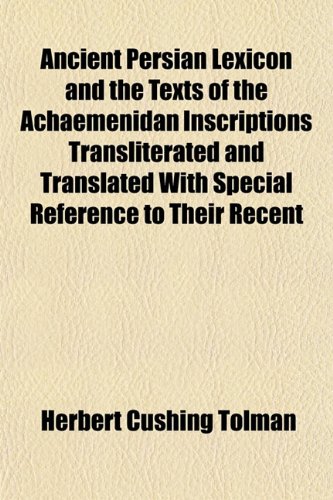 Ancient Persian Lexicon
and the Texts of the
Achaemenidan Inscriptions
Transliterated and
Translated With Special
Reference to Their Recent
Herbert Cushing Tolman